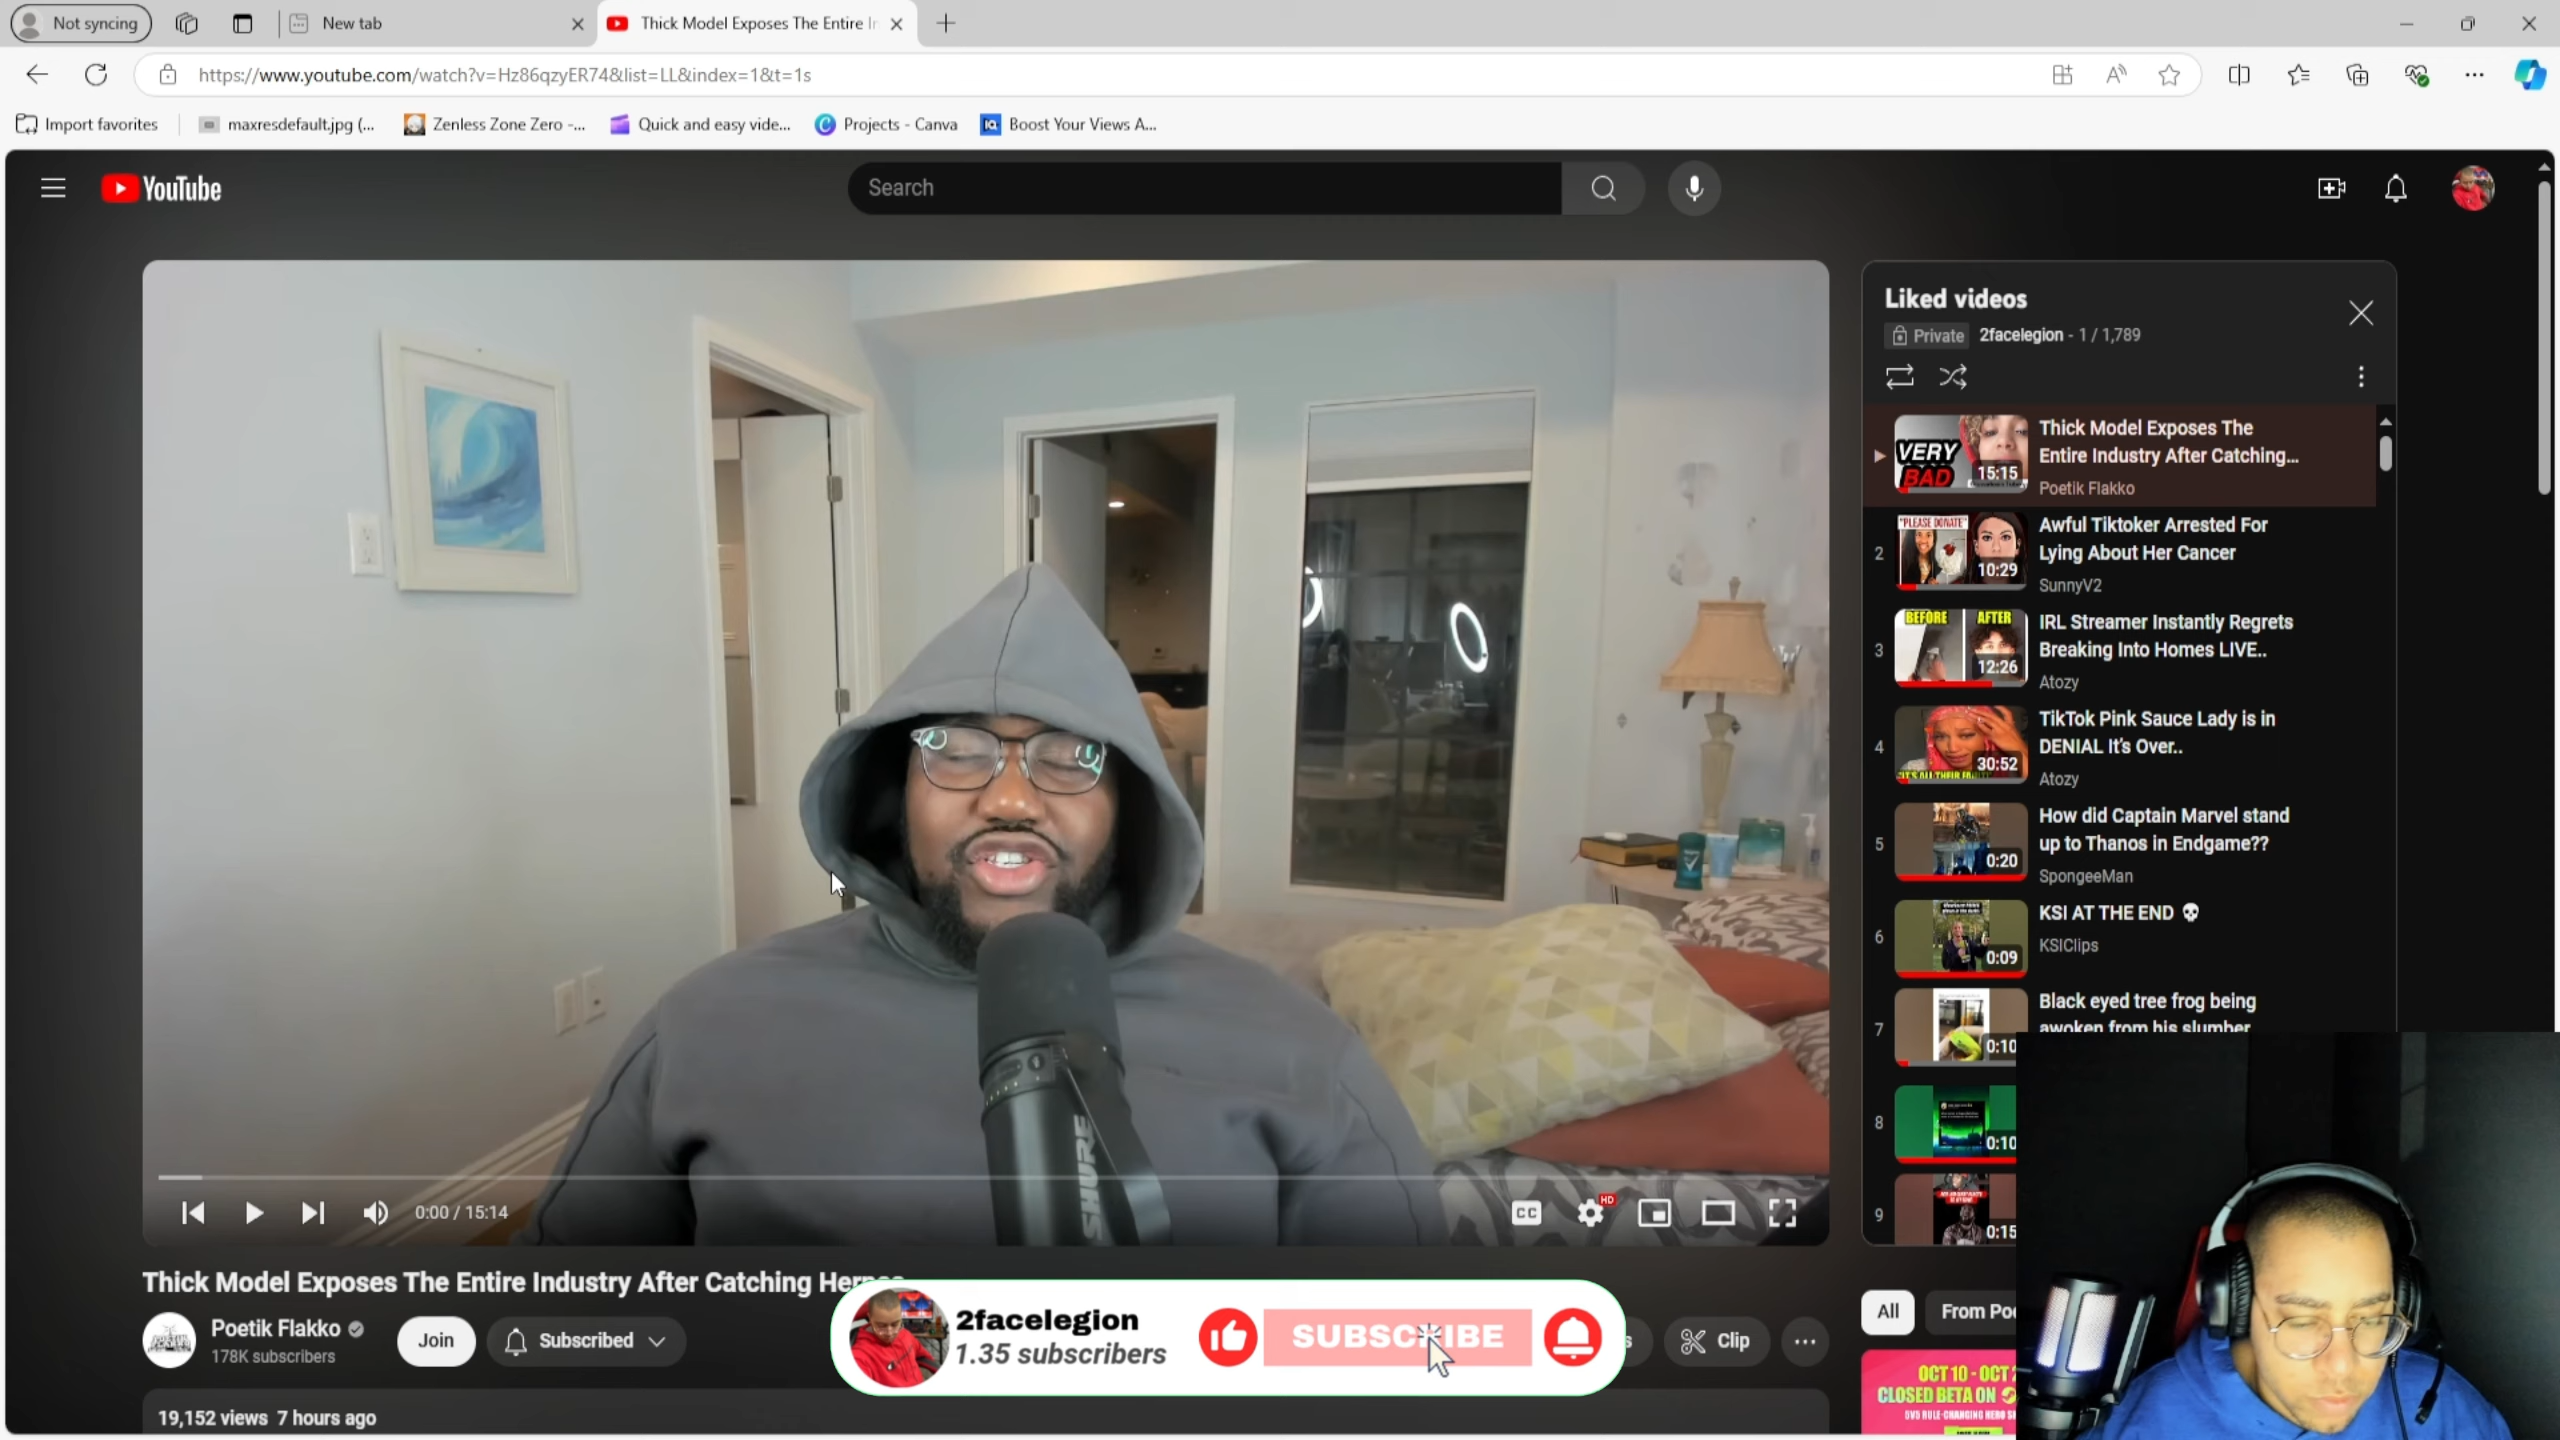 Not syncing
New tab
Thick Model Exposes The Entire In
https://www.youtube.com/watch?v=Hz86qzyER74&list=LL&index=1&t=1s
Import favorites
maxresdefault.jpg (...
Zenless Zone Zero -...
Quick and easy vide...
Projects - Canva
Boost Your Views A...
YouTube
Search
Liked videos
Private 2facelegion - 1 / 1,789
VERY BAD
15:15
Thick Model Exposes The
Entire Industry After Catching...
Poetik Flakko
2
"PLEASE DONATE"
10:29
Awful Tiktoker Arrested For
Lying About Her Cancer
SunnyV2
3
BEFORE AFTER
12:26
IRL Streamer Instantly Regrets
Breaking Into Homes LIVE..
Atozy
4
30:52
TikTok Pink Sauce Lady is in
DENIAL It's Over..
Atozy
5
0:20
How did Captain Marvel stand
up to Thanos in Endgame??
SpongeeMan
6
0:09
KSI AT THE END 💀
KSIClips
7
0:10
Black eyed tree frog being
awoken from his slumber
8
0:10
9
0:15
SHURE
0:00 / 15:14
CC
HD
Thick Model Exposes The Entire Industry After Catching
Poetik Flakko
178K subscribers
Join
Subscribed
2facelegion
1.35 subscribers
SUBSCRIBE
Clip
All
From Poe
19,152 views 7 hours ago
OCT 10 - OCT
CLOSED BETA ON